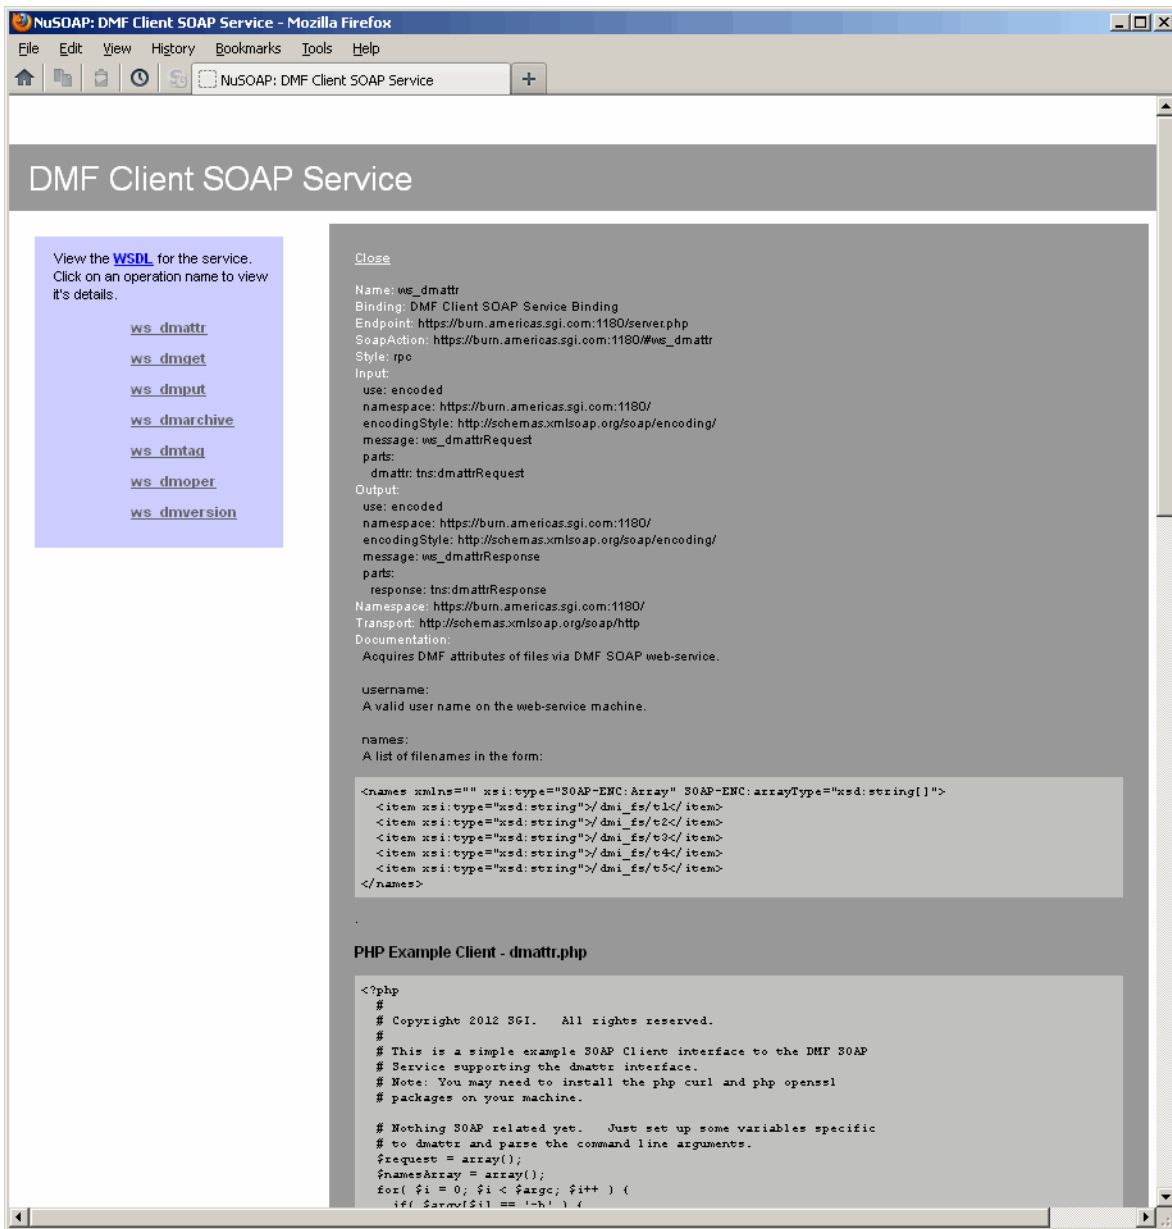 NuSOAP: DMF Client SOAP Service - Mozilla Firefox
File Edit View History Bookmarks Tools Help
NuSOAP: DMF Client SOAP Service
DMF Client SOAP Service
View the WSDL for the service.
Click on an operation name to view
it's details.
ws_dmattr
ws_dmget
ws_dmput
ws_dmarchive
ws_dmtag
ws_dmoper
ws_dmversion
Close
Name: ws_dmattr
Binding: DMF Client SOAP Service Binding
Endpoint: https://burn.americas.sgi.com:1180/server.php
SoapAction: https://burn.americas.sgi.com:1180/#ws_dmattr
Style: rpc
Input:
use: encoded
namespace: https://burn.americas.sgi.com:1180/
encodingStyle: http://schemas.xmlsoap.org/soap/encoding/
message: ws_dmattrRequest
parts:
dmattr: tns:dmattrRequest
Output:
use: encoded
namespace: https://burn.americas.sgi.com:1180/
encodingStyle: http://schemas.xmlsoap.org/soap/encoding/
message: ws_dmattrResponse
parts:
response: tns:dmattrResponse
Namespace: https://burn.americas.sgi.com:1180/
Transport: http://schemas.xmlsoap.org/soap/http
Documentation:
Acquires DMF attributes of files via DMF SOAP web-service.
username:
A valid user name on the web-service machine.
names:
A list of filenames in the form:
<names xmlns="" xsi:type="SOAP-ENC:Array" SOAP-ENC:arrayType="xsd:string[]">
<item xsi:type="xsd:string">/dmi_fs/t1</item>
<item xsi:type="xsd:string">/dmi_fs/t2</item>
<item xsi:type="xsd:string">/dmi_fs/t3</item>
<item xsi:type="xsd:string">/dmi_fs/t4</item>
<item xsi:type="xsd:string">/dmi_fs/t5</item>
</names>
.
PHP Example Client - dmattr.php
<?php
#
# Copyright 2012 SGI. All rights reserved.
#
# This is a simple example SOAP Client interface to the DMF SOAP
# Service supporting the dmattr interface.
# Note: You may need to install the php curl and php openssl
# packages on your machine.
# Nothing SOAP related yet. Just set up some variables specific
# to dmattr and parse the command line arguments.
$request = array();
$namesArray = array();
for( $i = 0; $i < $argc; $i++ ) {
if( $argv[$i] == '-h' ) {